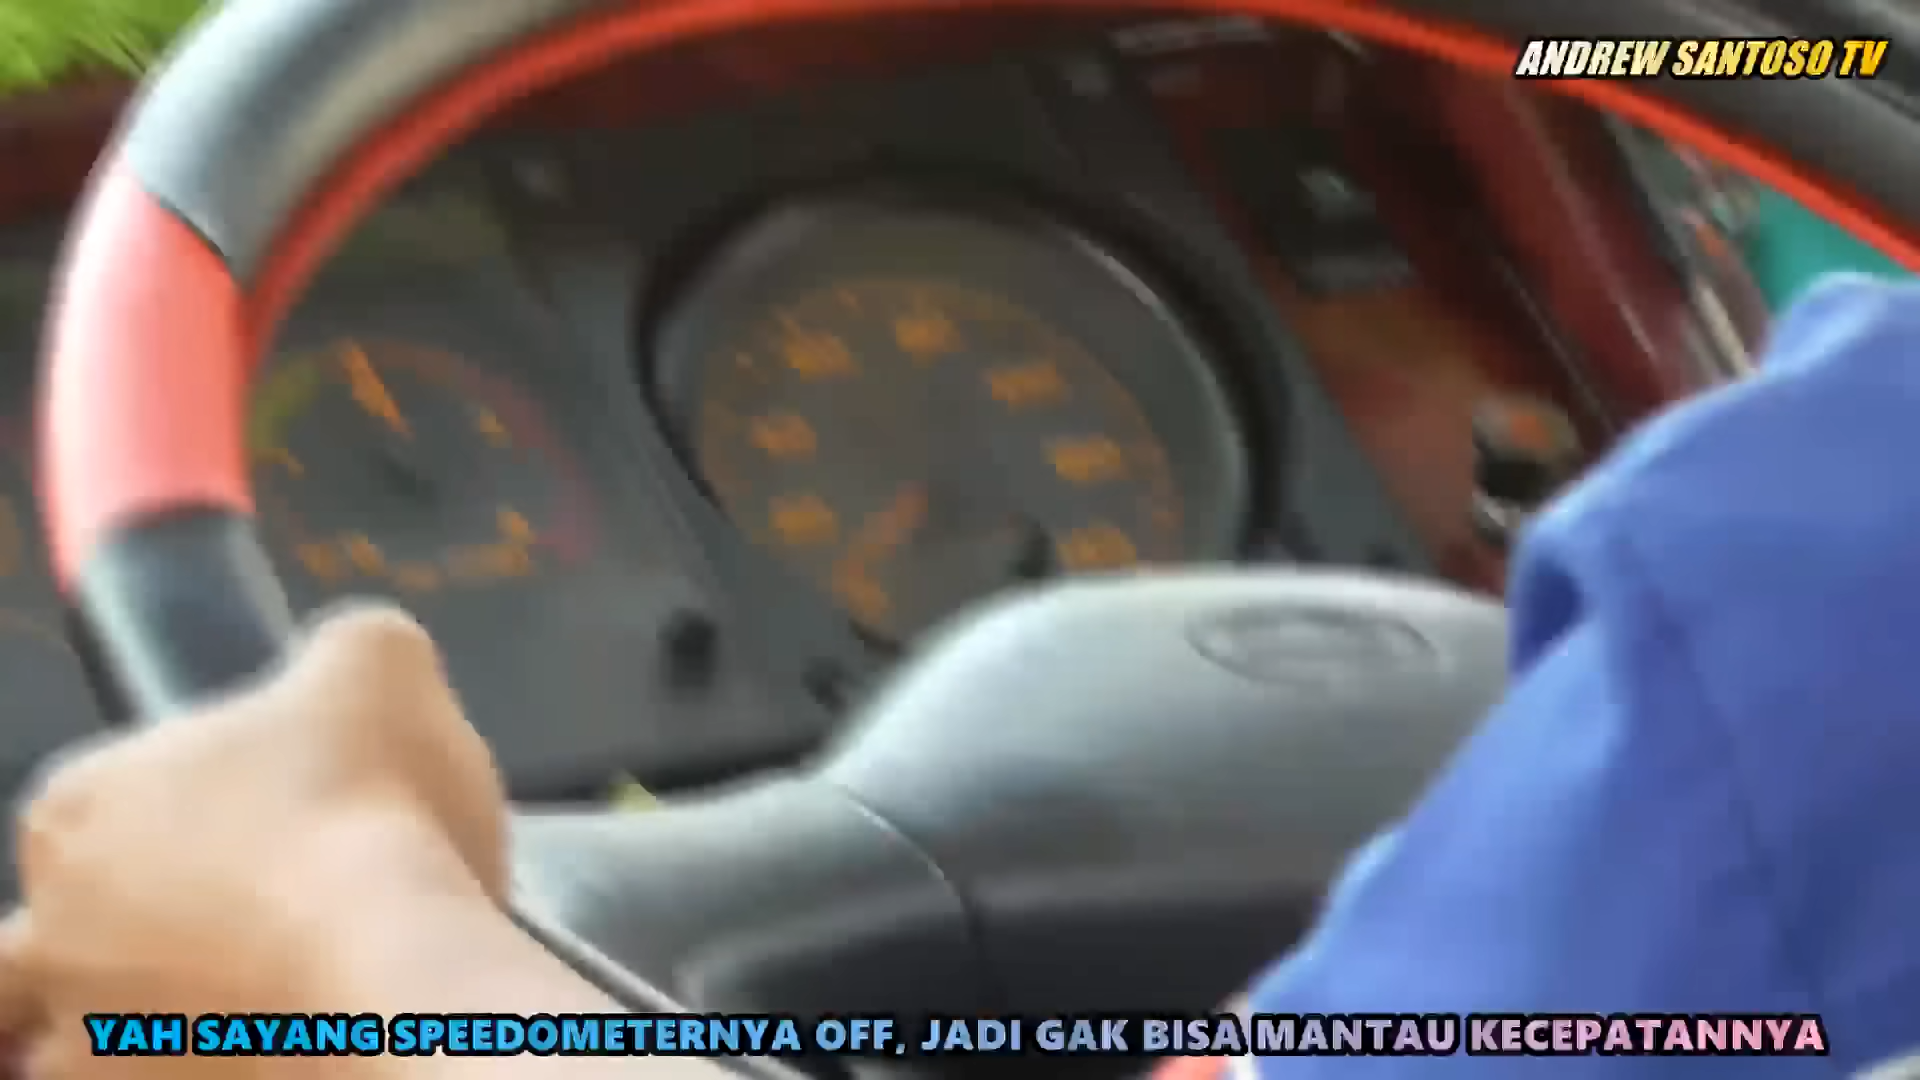 ANDREW SANTOSO TV
YAH SAYANG SPEEDOMETERNYA OFF, JADI GAK BISA MANTAU KECEPATANNYA